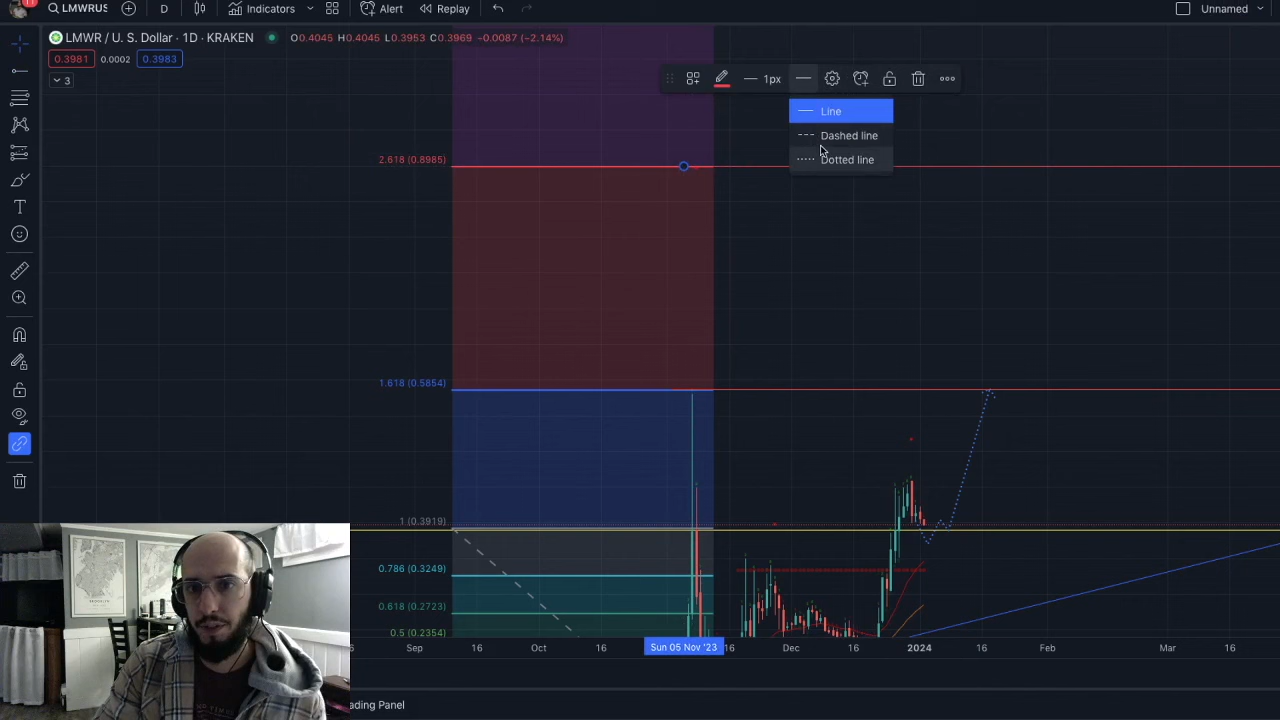 11
LMWRUS
D
Indicators
Alert
Replay
Unnamed
LMWR / U. S. Dollar · 1D · KRAKEN
O0.4045 H0.4045 L0.3953 C0.3969 −0.0087 (−2.14%)
0.3981
0.0002
0.3983
3
1px
Line
Dashed line
Dotted line
2.618 (0.8985)
1.618 (0.5854)
1 (0.3919)
0.786 (0.3249)
0.618 (0.2723)
0.5 (0.2354)
Sep
16
Oct
16
Sun 05 Nov '23
16
Dec
16
2024
16
Feb
Mar
16
ading Panel